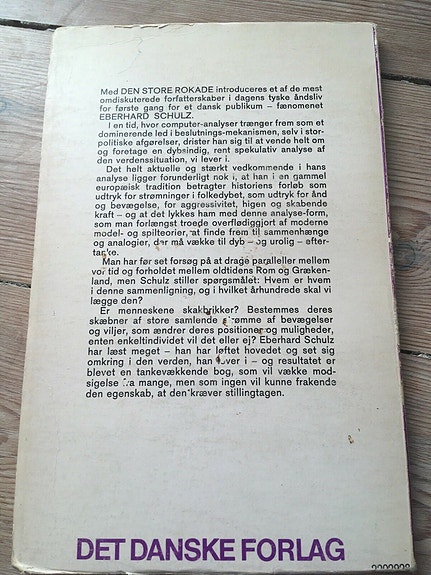 Med DEN STORE ROKADE introduceres et af de mest
omdiskuterede forfatterskaber i dagens tyske åndsliv
for første gang for et dansk publikum – fænomenet
EBERHARD SCHULZ.
I en tid, hvor computer-analyser trænger frem som et
dominerende led i beslutnings-mekanismen, selv i stor-
politiske afgørelser, drister han sig til at vende helt om
og foretage en dybsindig, rent spekulativ analyse af
den verdenssituation, vi lever i.
Det helt aktuelle og stærkt vedkommende i hans
analyse ligger forunderligt nok i, at han i en gammel
europæisk tradition betragter historiens forløb som
udtryk for strømninger i folkedybet, som udtryk for ånd
og bevægelse, for aggressivitet, higen og skabende
kraft – og at det lykkes ham med denne analyse-form,
som man forlængst troede overflødiggjort af moderne
model- og spilteorier, at finde frem til sammenhænge
og analogier, der må vække til dyb – og urolig – efter-
tanke.
Man har før set forsøg på at drage paralleller mellem
vor tid og forholdet mellem oldtidens Rom og Græken-
land, men Schulz stiller spørgsmålet: Hvem er hvem
i denne sammenligning, og i hvilket århundrede skal vi
lægge den?
Er menneskene skakbrikker? Bestemmes deres
skæbner af store samlende strømme af bevægelser
og viljer, som ændrer deres positioner og muligheder,
enten enkeltindividet vil det eller ej? Eberhard Schulz
har læst meget – han har løftet hovedet og set sig
omkring i den verden, han lever i – og resultatet er
blevet en tankevækkende bog, som vil vække mod-
sigelse fra mange, men som ingen vil kunne frakende
den egenskab, at den kræver stillingtagen.
DET DANSKE FORLAG